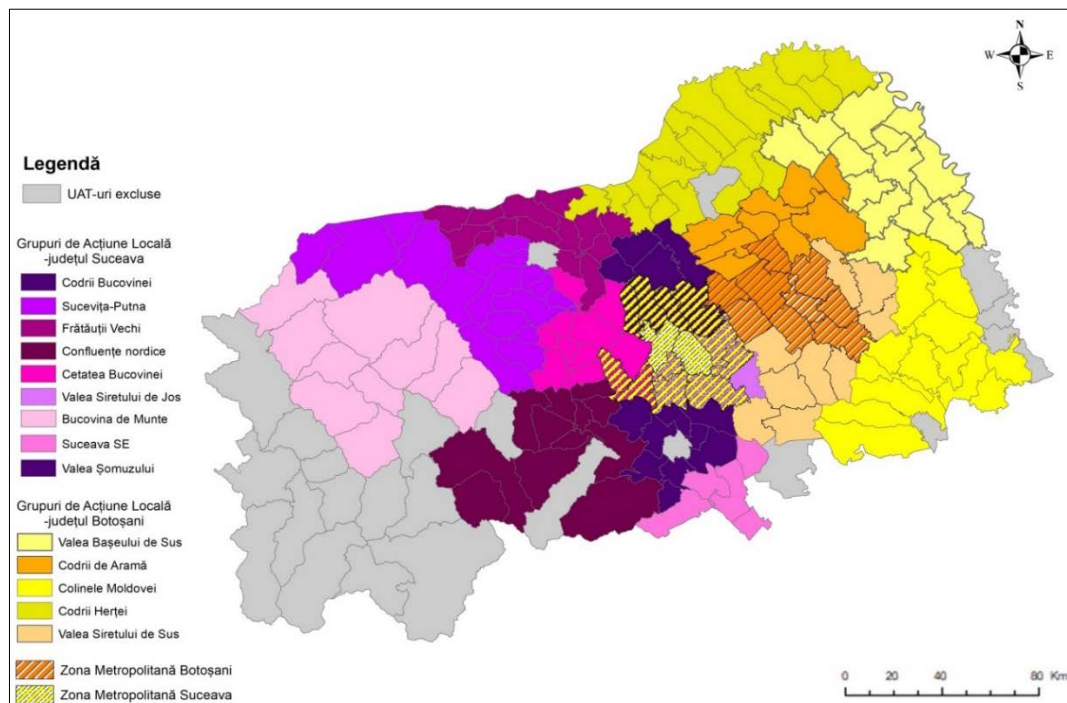 N
W E
S
Legendă
UAT-uri excluse
Grupuri de Acțiune Locală
-județul Suceava
Codrii Bucovinei
Sucevița-Putna
Frătăuții Vechi
Confluențe nordice
Cetatea Bucovinei
Valea Siretului de Jos
Bucovina de Munte
Suceava SE
Valea Șomuzului
Grupuri de Acțiune Locală
-județul Botoșani
Valea Bașeului de Sus
Codrii de Aramă
Colinele Moldovei
Codrii Herței
Valea Siretului de Sus
Zona Metropolitană Botoșani
Zona Metropolitană Suceava
0 20 40 80 Km